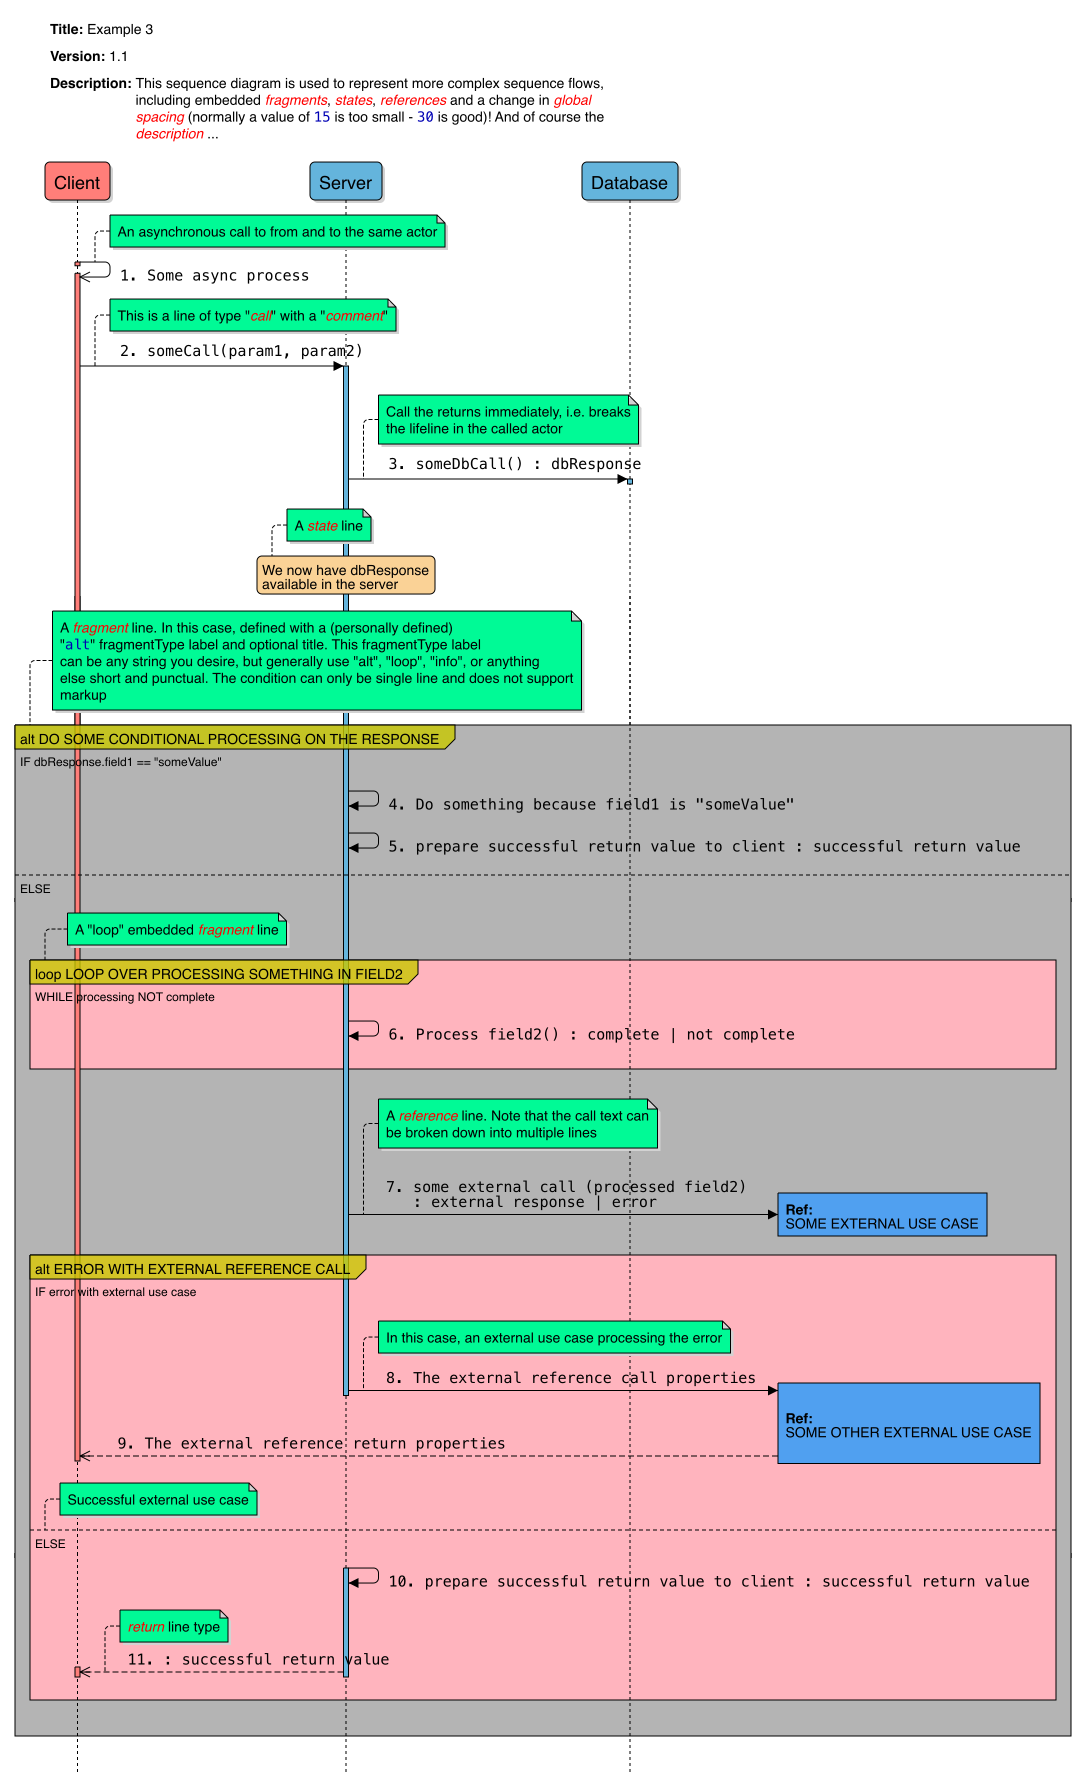 Title: Example 3
Version: 1.1
Description: This sequence diagram is used to represent more complex sequence flows,
including embedded fragments, states, references and a change in global
spacing (normally a value of 15 is too small - 30 is good)! And of course the
description ...
Client
Server
Database
An asynchronous call to from and to the same actor
1. Some async process
This is a line of type "call" with a "comment"
2. someCall(param1, param2)
Call the returns immediately, i.e. breaks
the lifeline in the called actor
3. someDbCall() : dbResponse
A state line
We now have dbResponse
available in the server
A fragment line. In this case, defined with a (personally defined)
"alt" fragmentType label and optional title. This fragmentType label
can be any string you desire, but generally use "alt", "loop", "info", or anything
else short and punctual. The condition can only be single line and does not support
markup
alt DO SOME CONDITIONAL PROCESSING ON THE RESPONSE
IF dbResponse.field1 == "someValue"
4. Do something because field1 is "someValue"
5. prepare successful return value to client : successful return value
ELSE
A "loop" embedded fragment line
loop LOOP OVER PROCESSING SOMETHING IN FIELD2
WHILE processing NOT complete
6. Process field2() : complete | not complete
A reference line. Note that the call text can
be broken down into multiple lines
7. some external call (processed field2)
: external response | error
Ref:
SOME EXTERNAL USE CASE
alt ERROR WITH EXTERNAL REFERENCE CALL
IF error with external use case
In this case, an external use case processing the error
8. The external reference call properties
Ref:
SOME OTHER EXTERNAL USE CASE
9. The external reference return properties
Successful external use case
ELSE
10. prepare successful return value to client : successful return value
return line type
11. : successful return value